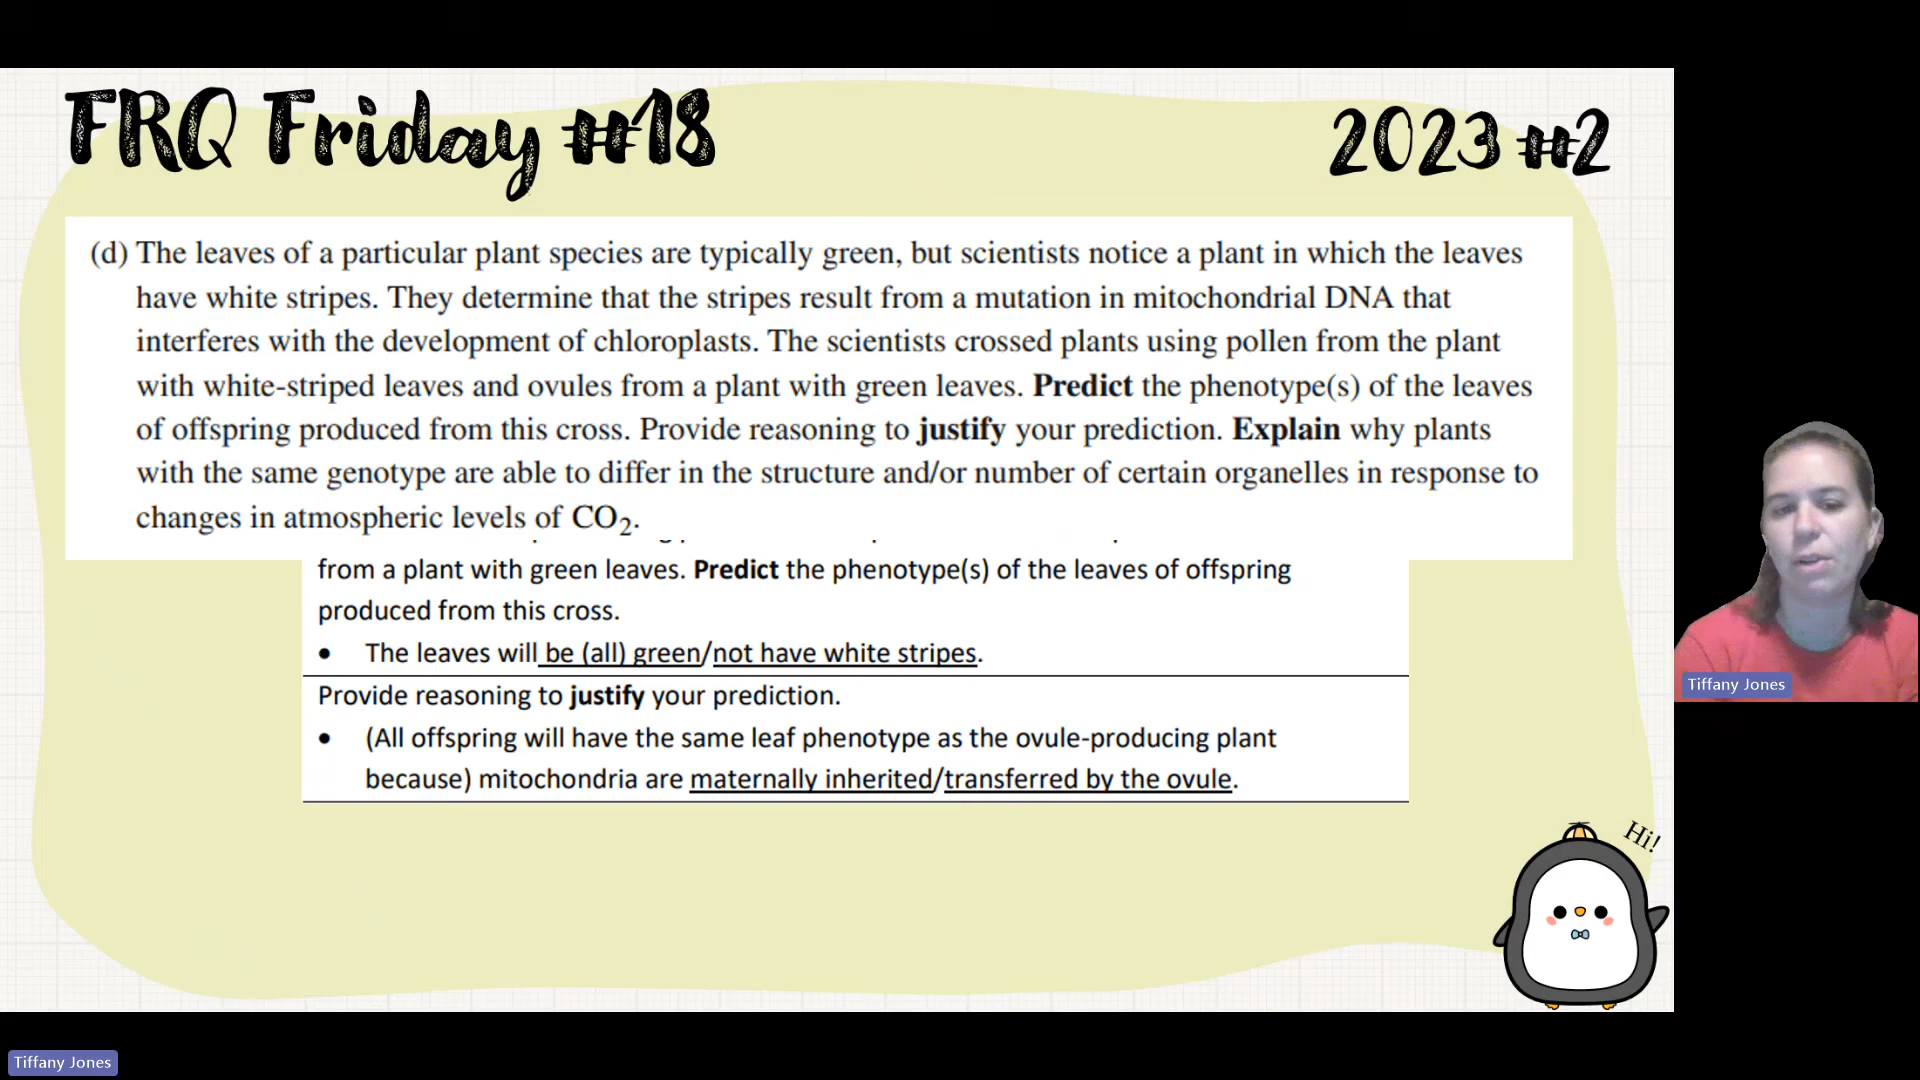 FRQ Friday #18
2023 #2
(d) The leaves of a particular plant species are typically green, but scientists notice a plant in which the leaves
have white stripes. They determine that the stripes result from a mutation in mitochondrial DNA that
interferes with the development of chloroplasts. The scientists crossed plants using pollen from the plant
with white-striped leaves and ovules from a plant with green leaves. Predict the phenotype(s) of the leaves
of offspring produced from this cross. Provide reasoning to justify your prediction. Explain why plants
with the same genotype are able to differ in the structure and/or number of certain organelles in response to
changes in atmospheric levels of CO₂.
from a plant with green leaves. Predict the phenotype(s) of the leaves of offspring
produced from this cross.
• The leaves will be (all) green/not have white stripes.
Provide reasoning to justify your prediction.
• (All offspring will have the same leaf phenotype as the ovule-producing plant
because) mitochondria are maternally inherited/transferred by the ovule.
Hi!
Tiffany Jones
Tiffany Jones